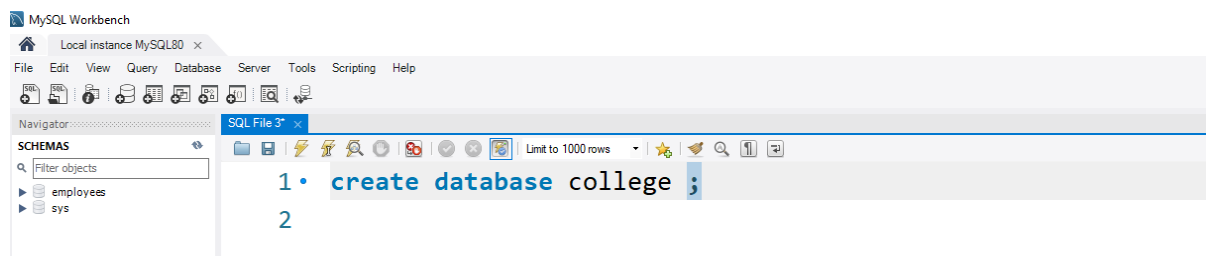 MySQL Workbench
Local instance MySQL80 ×
File Edit View Query Database Server Tools Scripting Help
Navigator
SQL File 3* ×
SCHEMAS
Limit to 1000 rows
Filter objects
employees
sys
1 create database college ;
2